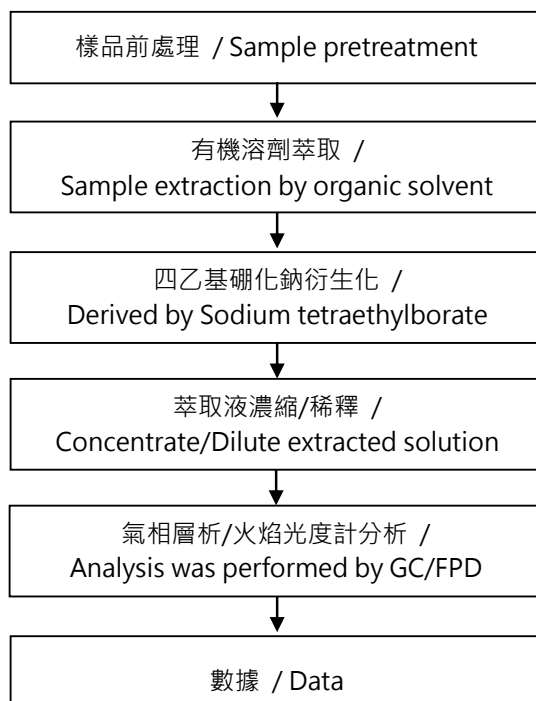 樣品前處理 / Sample pretreatment
有機溶劑萃取 /
Sample extraction by organic solvent
四乙基硼化鈉衍生化 /
Derived by Sodium tetraethylborate
萃取液濃縮/稀釋 /
Concentrate/Dilute extracted solution
氣相層析/火焰光度計分析 /
Analysis was performed by GC/FPD
數據 / Data